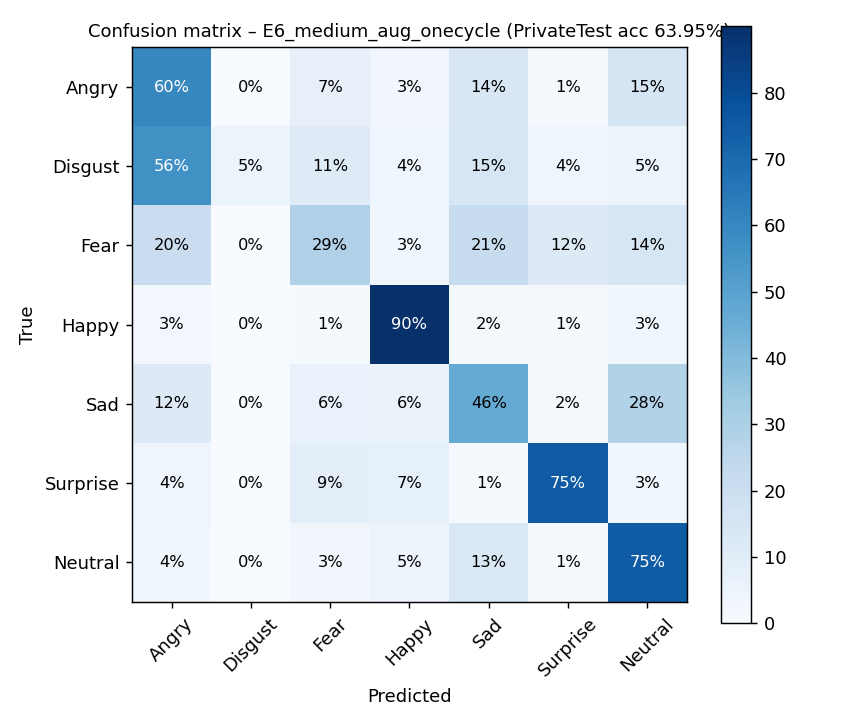 Confusion matrix – E6_medium_aug_onecycle (PrivateTest acc 63.95%)
Angry 60% 0% 7% 3% 14% 1% 15%
Disgust 56% 5% 11% 4% 15% 4% 5%
Fear 20% 0% 29% 3% 21% 12% 14%
Happy 3% 0% 1% 90% 2% 1% 3%
Sad 12% 0% 6% 6% 46% 2% 28%
Surprise 4% 0% 9% 7% 1% 75% 3%
Neutral 4% 0% 3% 5% 13% 1% 75%
Angry Disgust Fear Happy Sad Surprise Neutral
Predicted
True
80
70
60
50
40
30
20
10
0